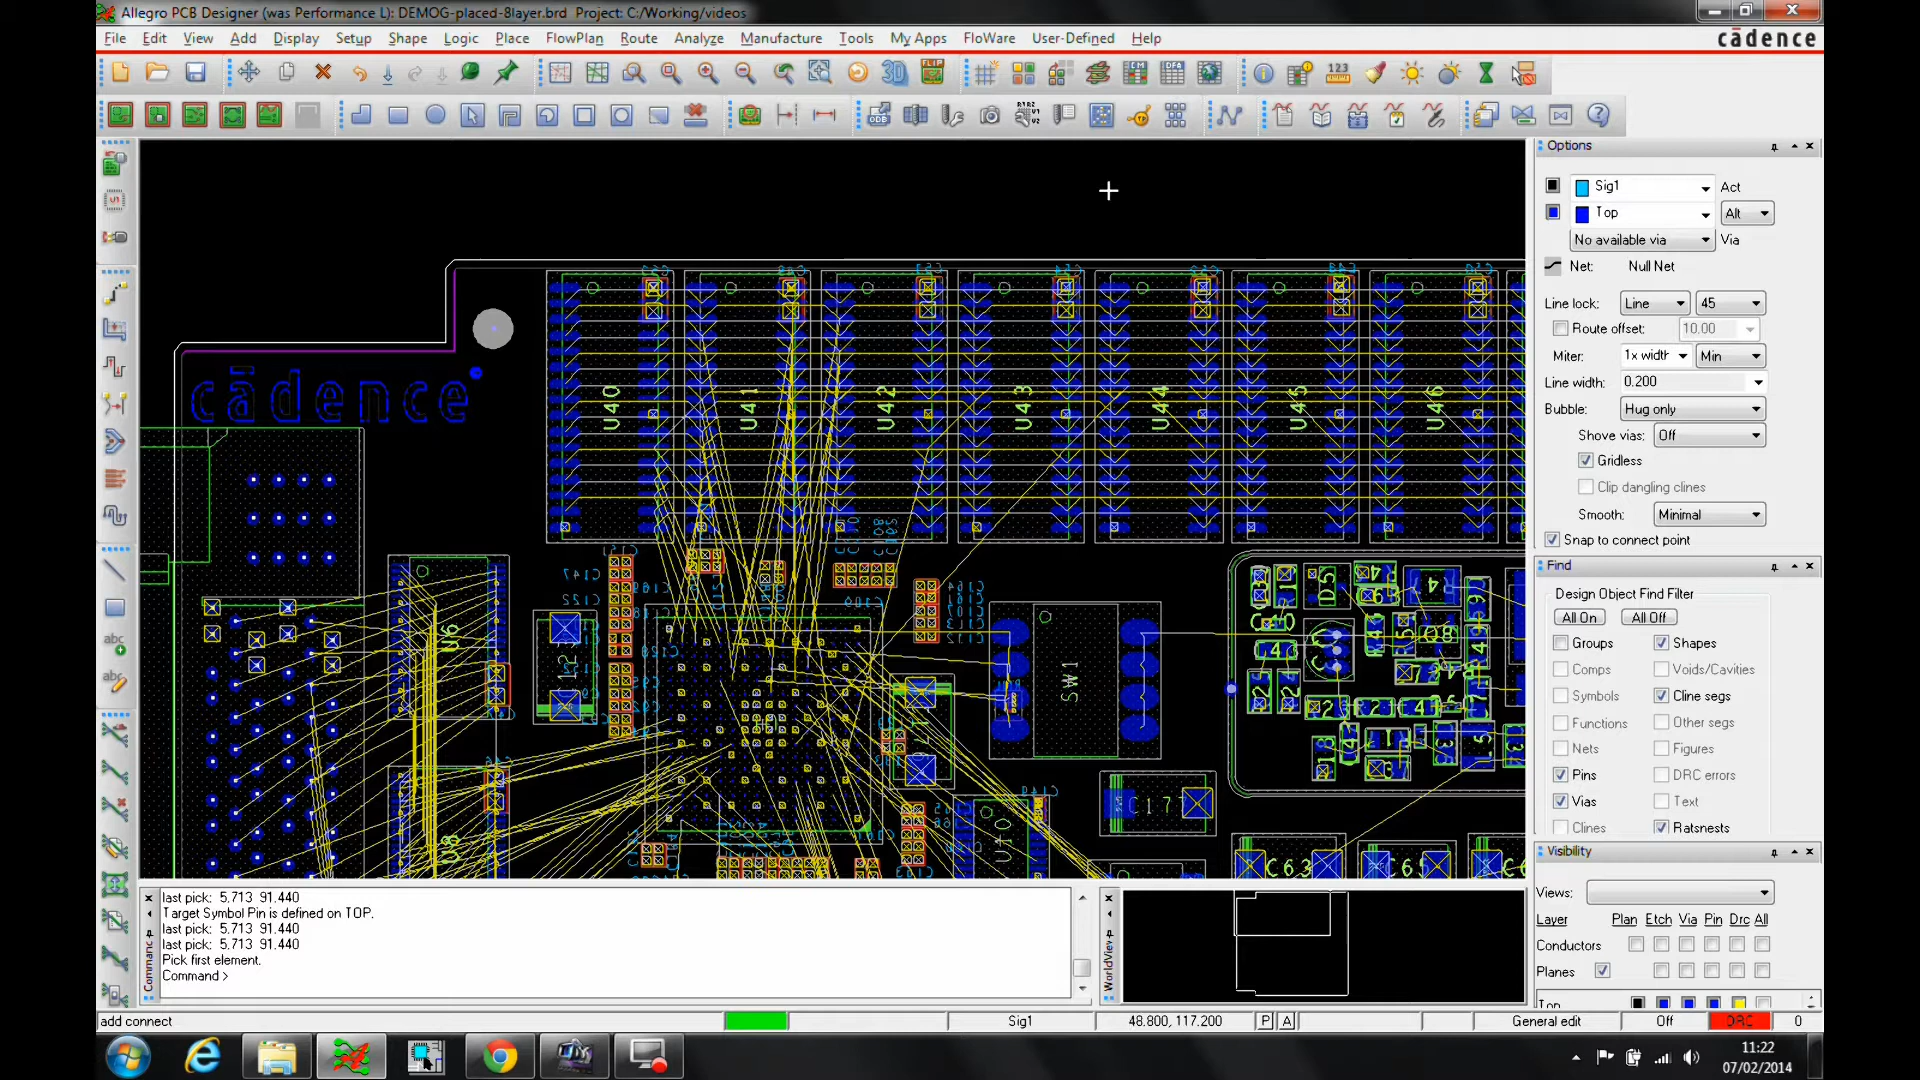 Allegro PCB Designer (was Performance L): DEMOG-placed-8layer.brd Project: C:/Working/videos
File Edit View Add Display Setup Shape Logic Place FlowPlan Route Analyze Manufacture Tools My Apps FloWare User-Defined Help
cādence
Options
Sig1 Act
Top Alt
No available via Via
Net: Null Net
Line lock: Line 45
Route offset: 10.00
Miter: 1x width Min
Line width: 0.200
Bubble: Hug only
Shove vias: Off
Gridless
Clip dangling clines
Smooth: Minimal
Snap to connect point
Find
Design Object Find Filter
All On All Off
Groups Shapes
Comps Voids/Cavities
Symbols Cline segs
Functions Other segs
Nets Figures
Pins DRC errors
Vias Text
Clines Ratsnests
Visibility
Views:
Layer Plan Etch Via Pin Drc All
Conductors
Planes
Top
cādence
U40 U41 U42 U43 U44 U45 U46
U6
SW1
C177
U8
U10
C63
C65
Command
last pick: 5.713 91.440
Target Symbol Pin is defined on TOP.
last pick: 5.713 91.440
last pick: 5.713 91.440
Pick first element.
Command >
WorldView
add connect Sig1 48.800, 117.200 P A General edit Off DRC 0
11:22
07/02/2014